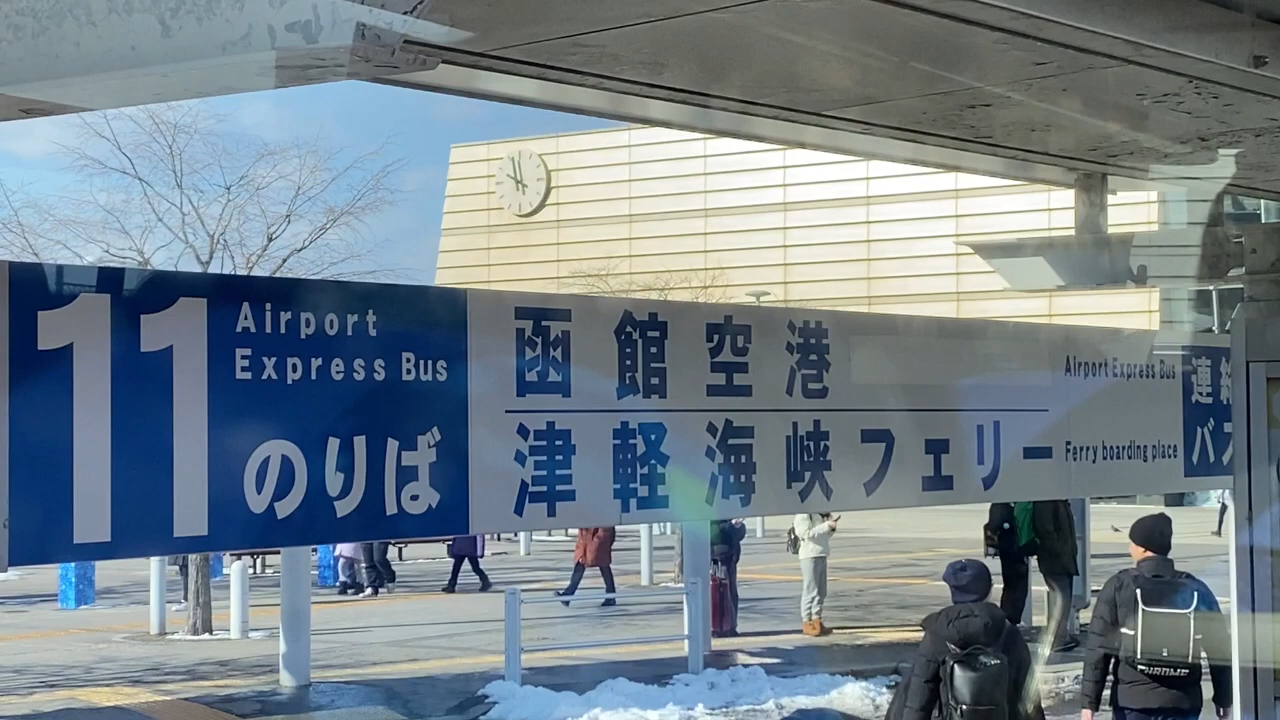 11
Airport
Express Bus
のりば
函館空港
Airport Express Bus
津軽海峡フェリー
Ferry boarding place
連絡
バス
CHROME